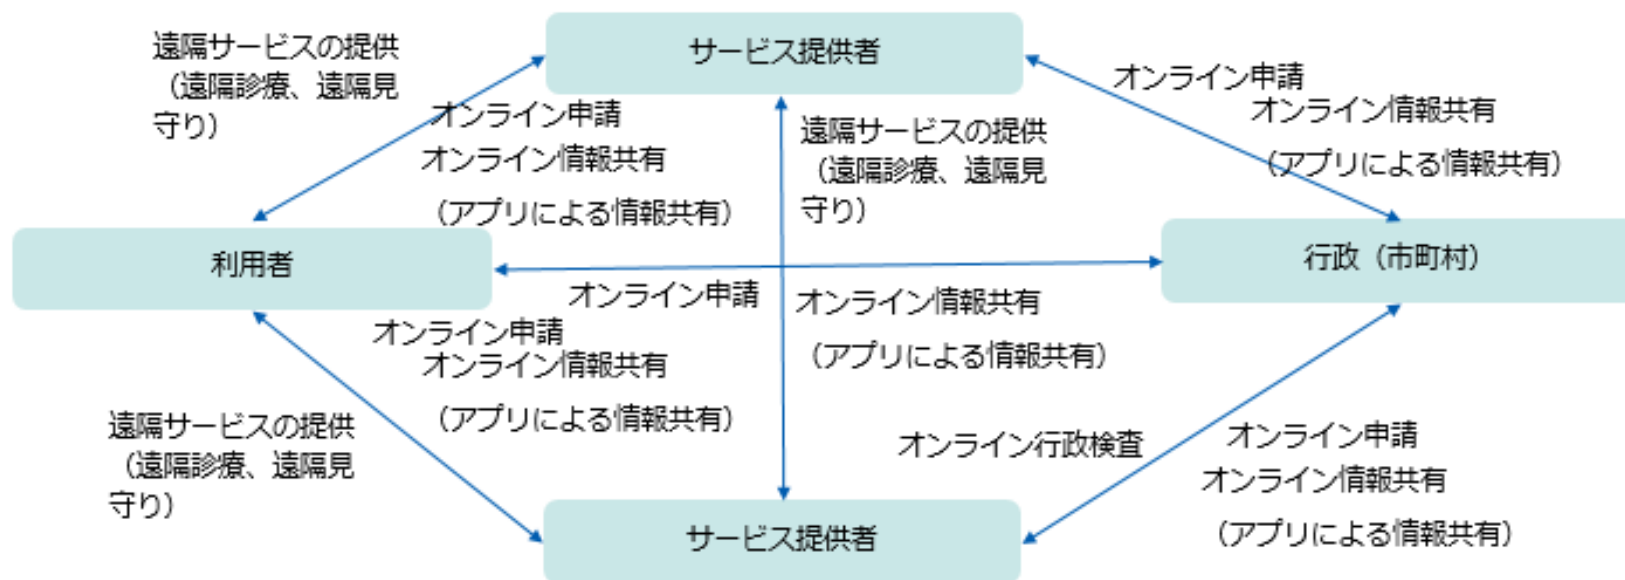 サービス提供者
遠隔サービスの提供
（遠隔診療、遠隔見
守り）
オンライン申請
オンライン情報共有
（アプリによる情報共有）
遠隔サービスの提供
（遠隔診療、遠隔見
守り）
オンライン申請
オンライン情報共有
（アプリによる情報共有）
利用者
行政（市町村）
オンライン申請
オンライン情報共有
（アプリによる情報共有）
オンライン申請
オンライン情報共有
（アプリによる情報共有）
遠隔サービスの提供
（遠隔診療、遠隔見
守り）
オンライン行政検査
オンライン申請
オンライン情報共有
（アプリによる情報共有）
サービス提供者